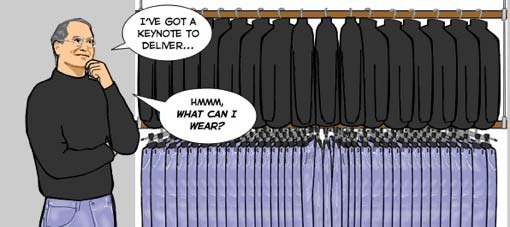 I'VE GOT A
KEYNOTE TO
DELIVER...
HMMM,
WHAT CAN I
WEAR?